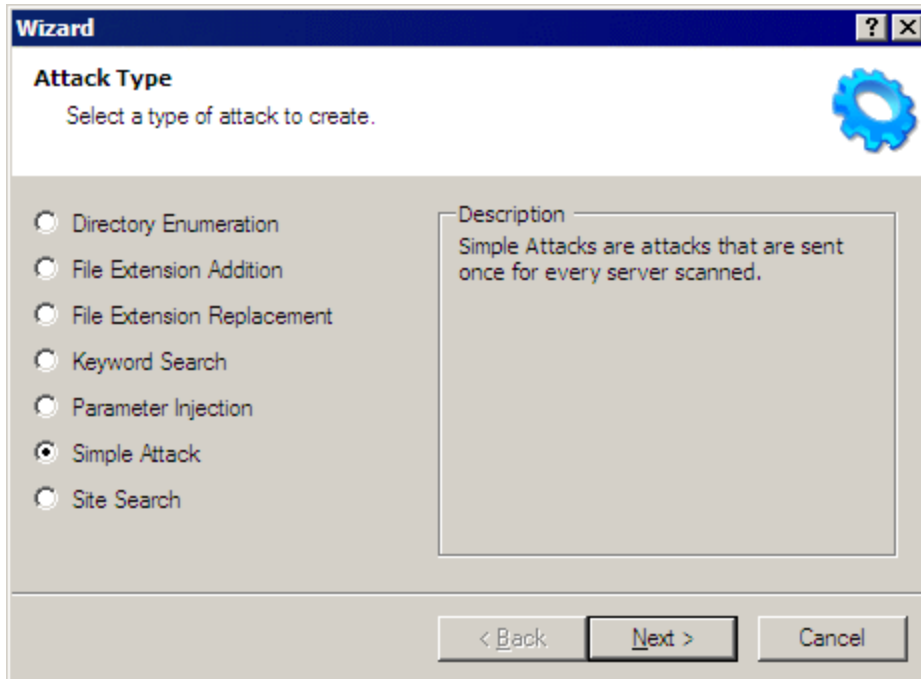 Wizard
Attack Type
Select a type of attack to create.
Directory Enumeration
File Extension Addition
File Extension Replacement
Keyword Search
Parameter Injection
Simple Attack
Site Search
Description
Simple Attacks are attacks that are sent
once for every server scanned.
< Back
Next >
Cancel